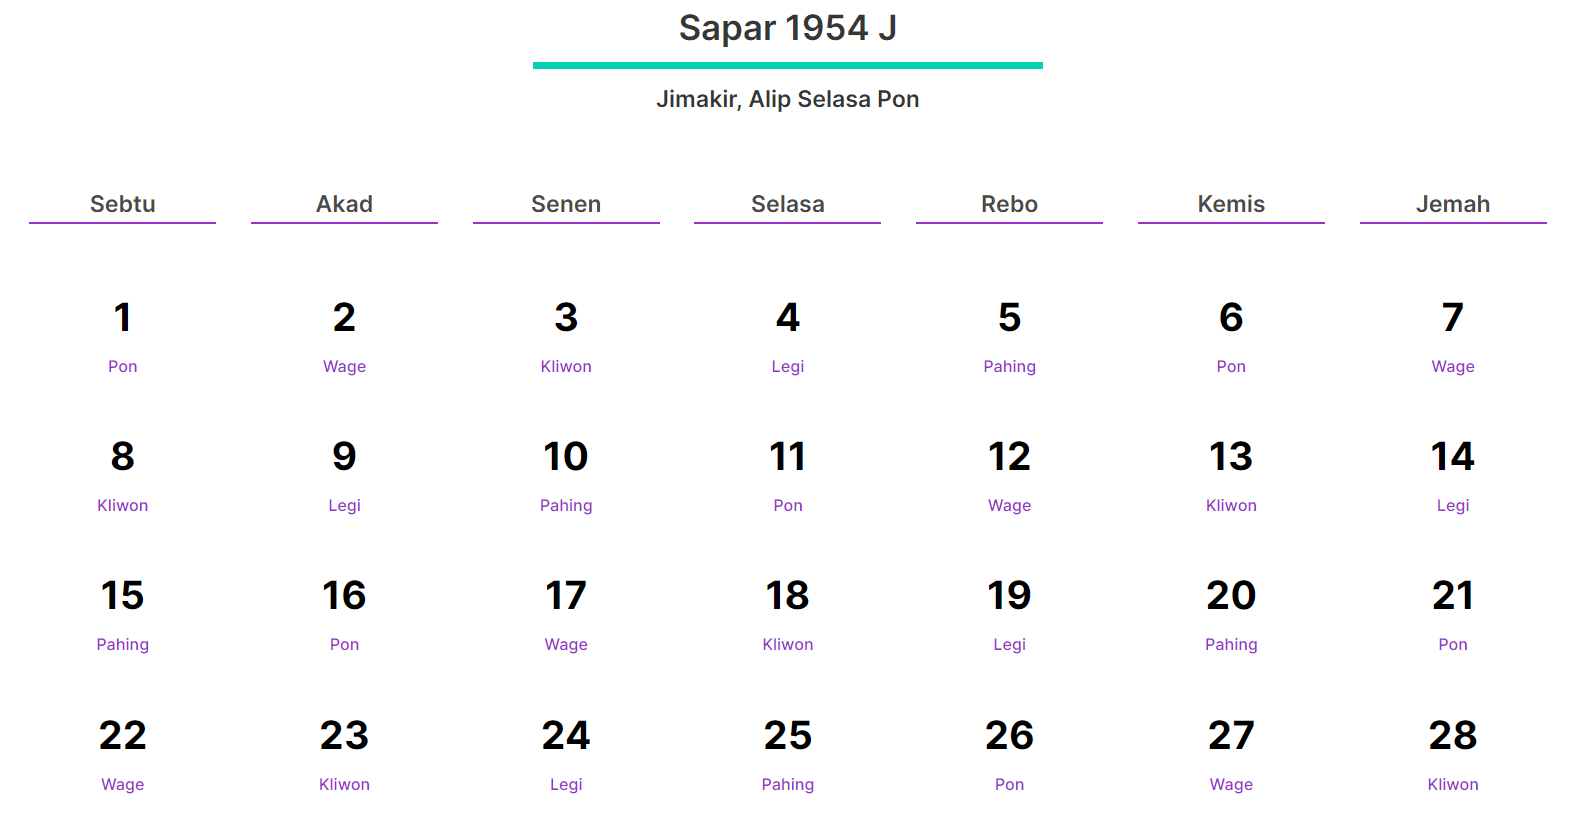 Sapar 1954 J
Jimakir, Alip Selasa Pon
Sebtu Akad Senen Selasa Rebo Kemis Jemah
1 2 3 4 5 6 7
Pon Wage Kliwon Legi Pahing Pon Wage
8 9 10 11 12 13 14
Kliwon Legi Pahing Pon Wage Kliwon Legi
15 16 17 18 19 20 21
Pahing Pon Wage Kliwon Legi Pahing Pon
22 23 24 25 26 27 28
Wage Kliwon Legi Pahing Pon Wage Kliwon